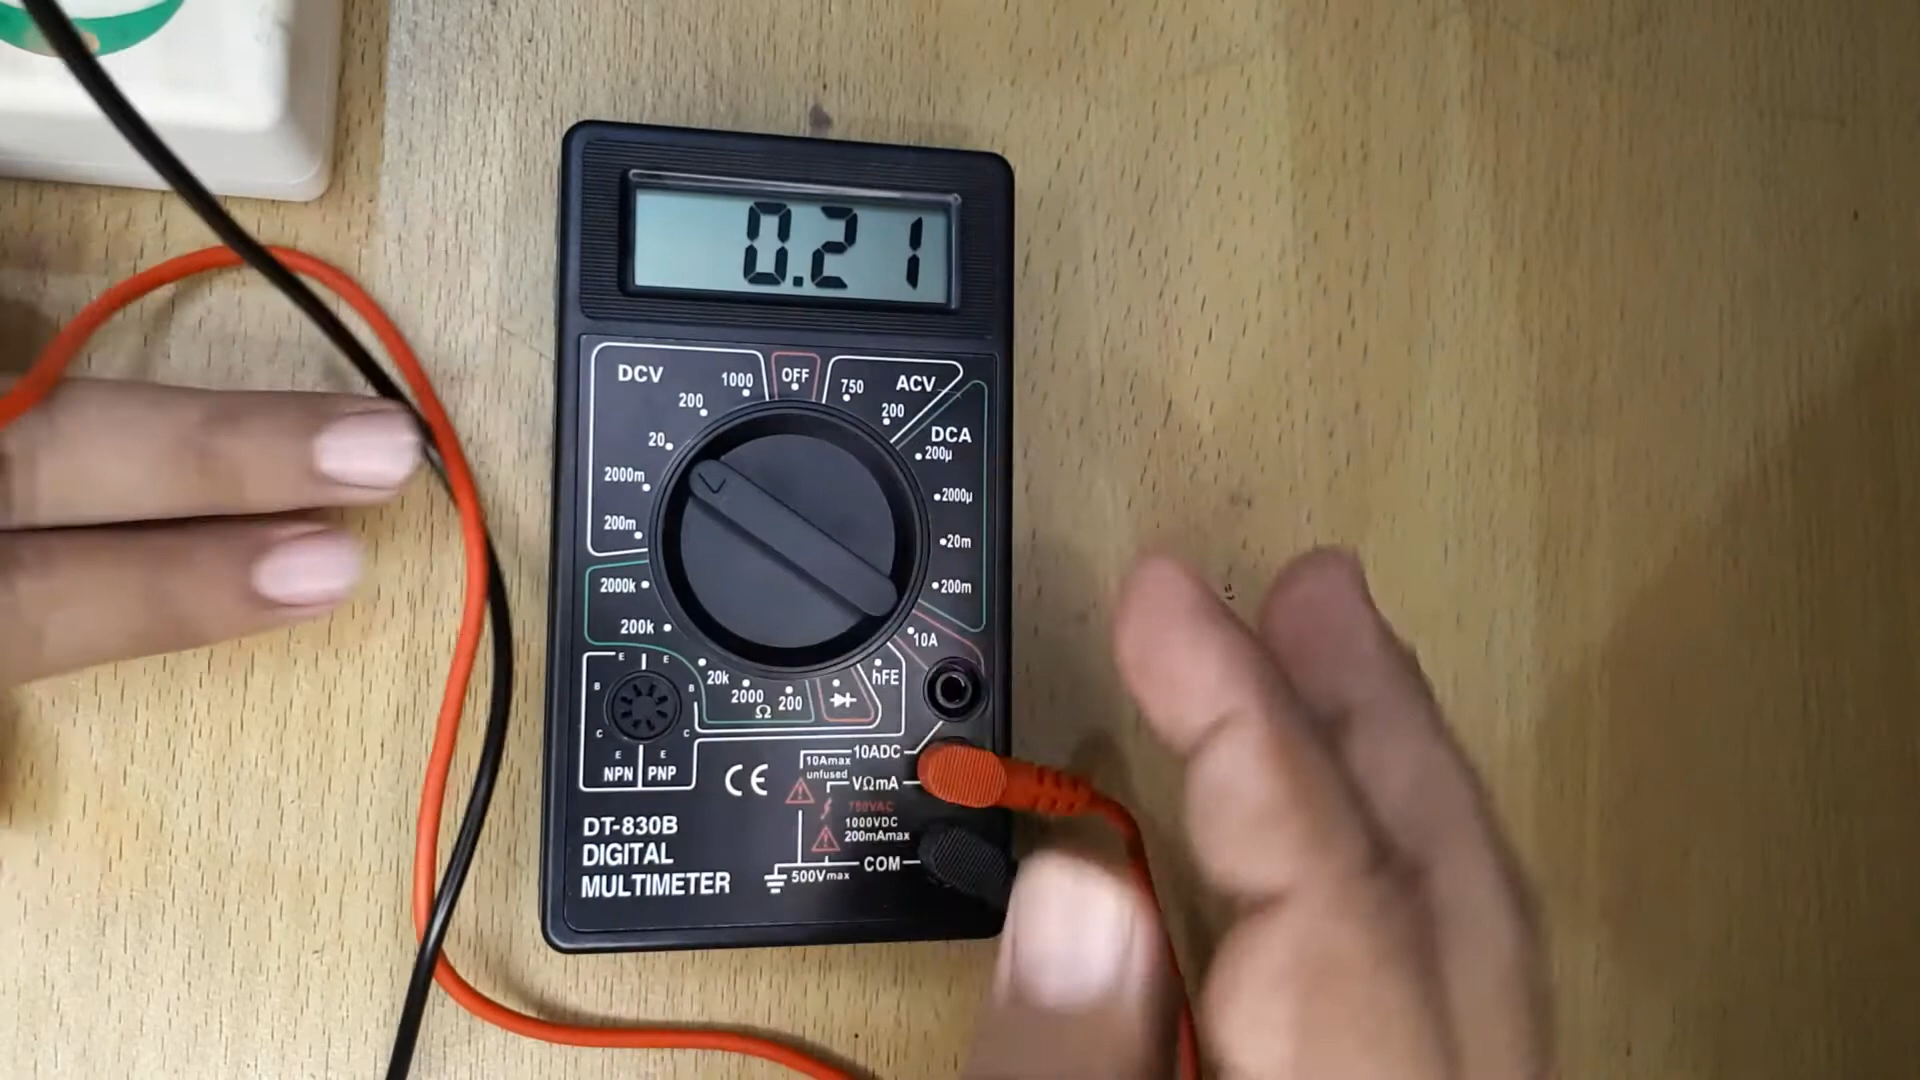 0.21
DCV
OFF
ACV
1000
750
200
200
DCA
20
200µ
2000m
2000µ
200m
20m
2000k
200m
200k
10A
20k
hFE
2000
200
Ω
E E
B B
C C
E E
NPN PNP
CE
10Amax
unfused
10ADC
VΩmA
750VAC
1000VDC
200mAmax
COM
500Vmax
DT-830B
DIGITAL
MULTIMETER